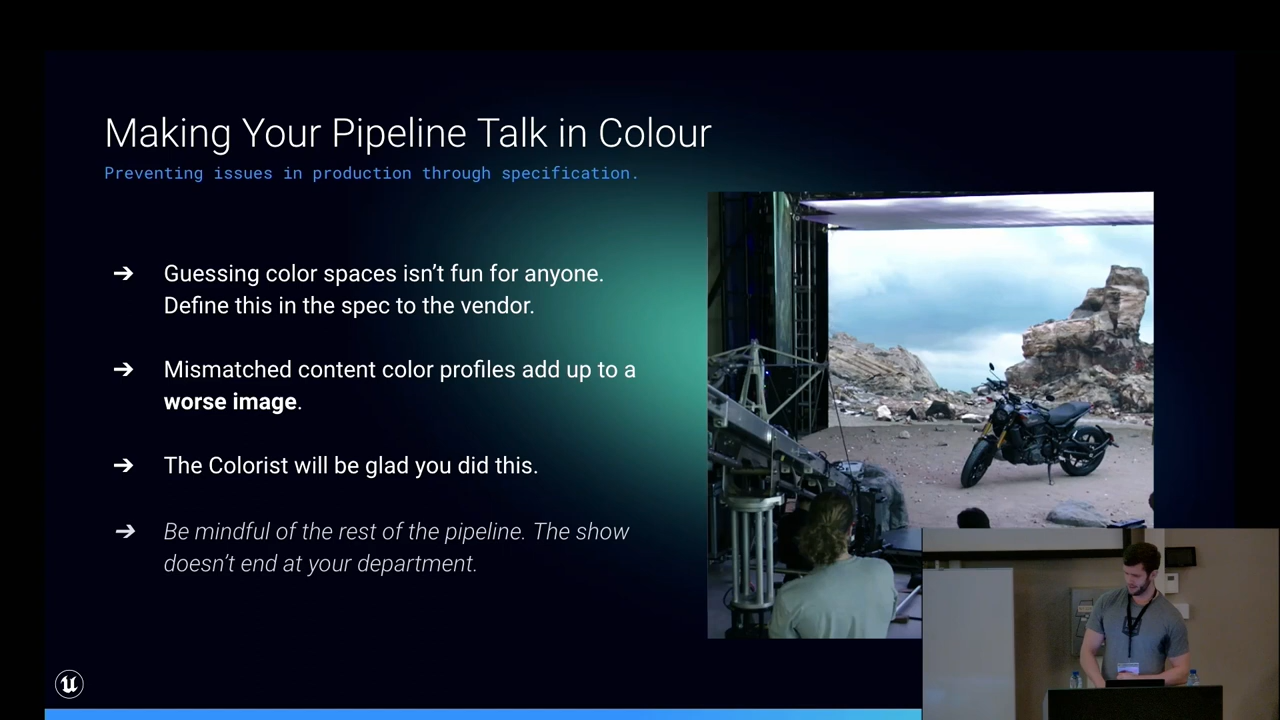 Making Your Pipeline Talk in Colour
Preventing issues in production through specification.
➔ Guessing color spaces isn’t fun for anyone.
Define this in the spec to the vendor.
➔ Mismatched content color profiles add up to a
worse image.
➔ The Colorist will be glad you did this.
➔ Be mindful of the rest of the pipeline. The show
doesn’t end at your department.